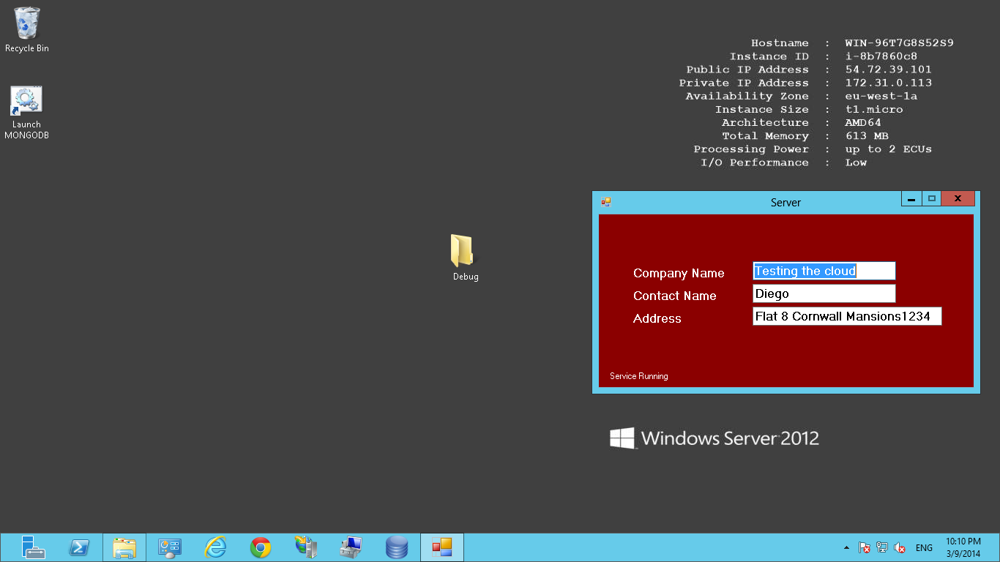 Recycle Bin
Launch
MONGODB
Hostname : WIN-96T7G8S52S9
Instance ID : i-8b7860c8
Public IP Address : 54.72.39.101
Private IP Address : 172.31.0.113
Availability Zone : eu-west-1a
Instance Size : t1.micro
Architecture : AMD64
Total Memory : 613 MB
Processing Power : up to 2 ECUs
I/O Performance : Low
Server
Company Name Testing the cloud
Contact Name Diego
Address Flat 8 Cornwall Mansions1234
Service Running
Debug
Windows Server 2012
ENG
10:10 PM
3/9/2014